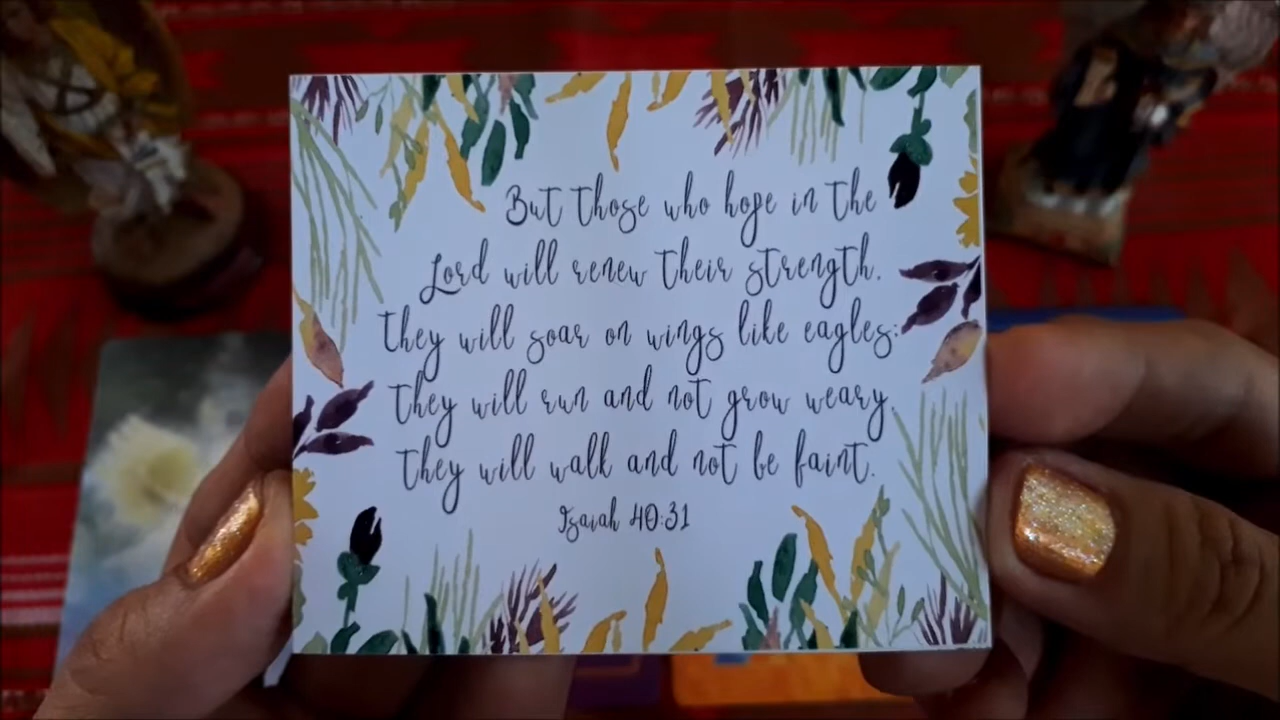 But those who hope in the
Lord will renew their strength.
they will soar on wings like eagles;
they will run and not grow weary,
they will walk and not be faint.
Isaiah 40:31